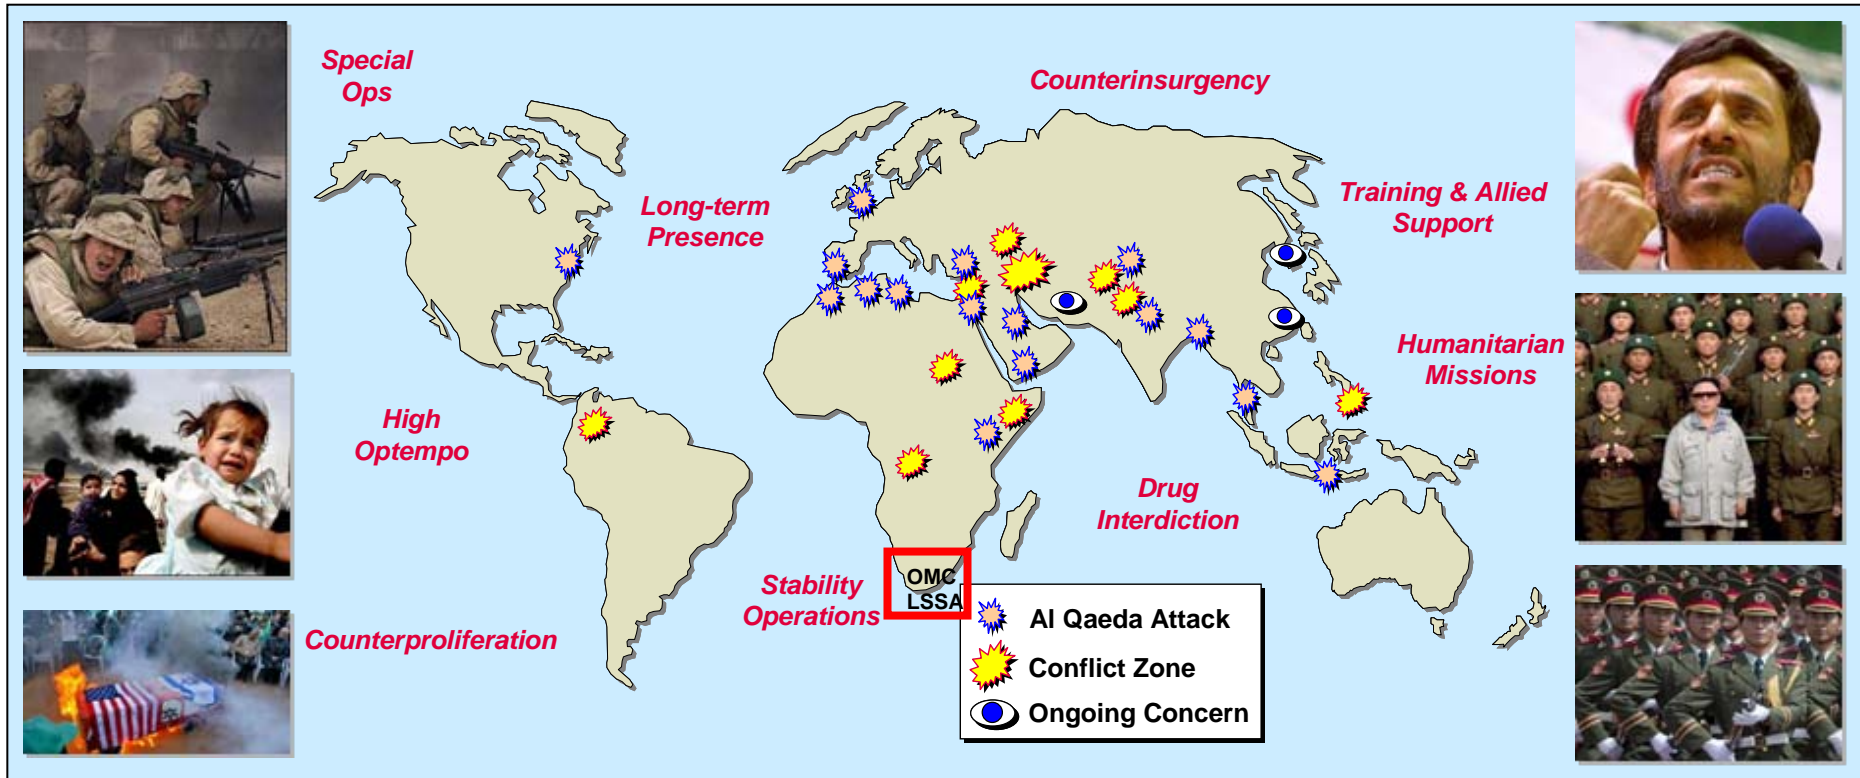 Special
Ops
Counterinsurgency
Long-term
Presence
Training & Allied
Support
Humanitarian
Missions
High
Optempo
Drug
Interdiction
Stability
Operations
OMC
LSSA
Counterproliferation
Al Qaeda Attack
Conflict Zone
Ongoing Concern